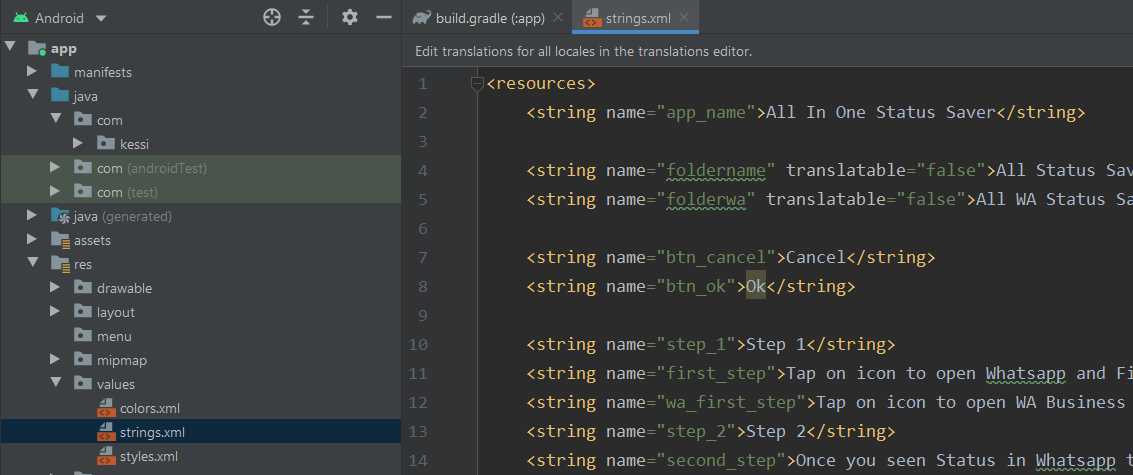 Android
build.gradle (:app)
strings.xml
app
manifests
java
com
kessi
com (androidTest)
com (test)
java (generated)
assets
res
drawable
layout
menu
mipmap
values
colors.xml
strings.xml
styles.xml
Edit translations for all locales in the translations editor.
1 <resources>
2 <string name="app_name">All In One Status Saver</string>
3
4 <string name="foldername" translatable="false">All Status Sav
5 <string name="folderwa" translatable="false">All WA Status Sa
6
7 <string name="btn_cancel">Cancel</string>
8 <string name="btn_ok">Ok</string>
9
10 <string name="step_1">Step 1</string>
11 <string name="first_step">Tap on icon to open Whatsapp and Fi
12 <string name="wa_first_step">Tap on icon to open WA Business
13 <string name="step_2">Step 2</string>
14 <string name="second_step">Once you seen Status in Whatsapp t